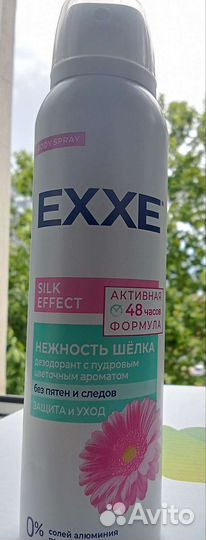 BODY SPRAY
EXXE
SILK
EFFECT
АКТИВНАЯ
48 часов
ФОРМУЛА
НЕЖНОСТЬ ШЁЛКА
дезодорант с пудровым
цветочным ароматом
без пятен и следов
ЗАЩИТА И УХОД
0% солей алюминия
Avito